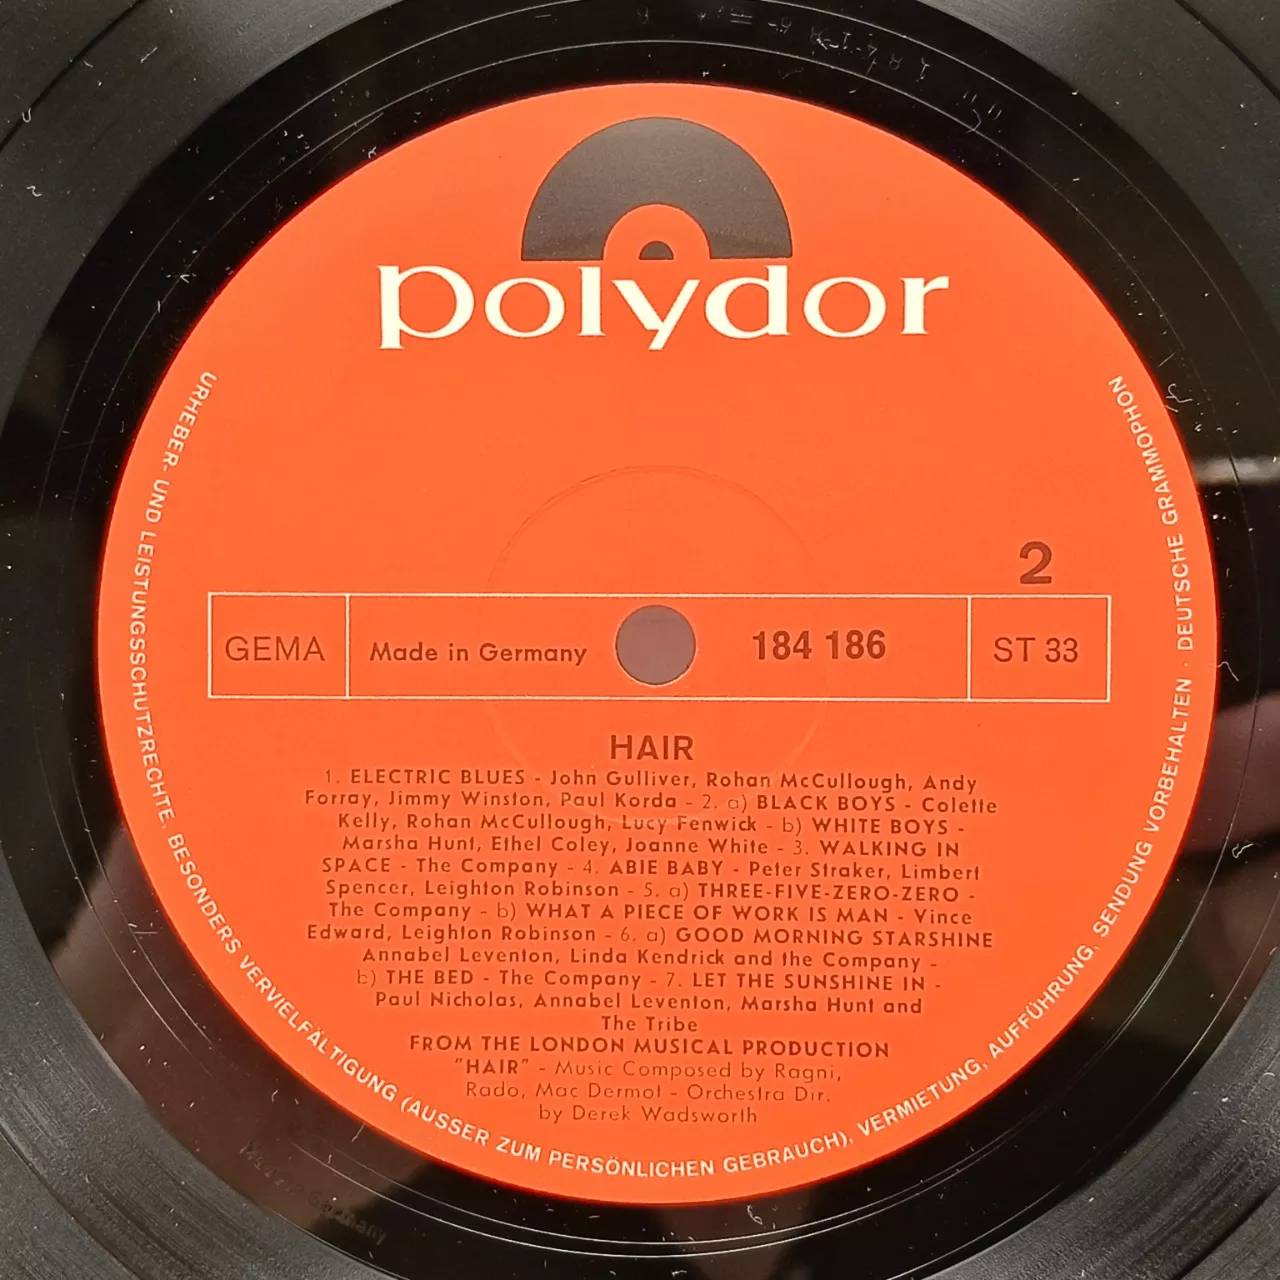 polydor
2
GEMA
Made in Germany
184 186
ST 33
HAIR
1. ELECTRIC BLUES - John Gulliver, Rohan McCullough, Andy
Forray, Jimmy Winston, Paul Korda - 2. a) BLACK BOYS - Colette
Kelly, Rohan McCullough, Lucy Fenwick - b) WHITE BOYS -
Marsha Hunt, Ethel Coley, Joanne White - 3. WALKING IN
SPACE - The Company - 4. ABIE BABY - Peter Straker, Limbert
Spencer, Leighton Robinson - 5. a) THREE-FIVE-ZERO-ZERO -
The Company - b) WHAT A PIECE OF WORK IS MAN - Vince
Edward, Leighton Robinson - 6. a) GOOD MORNING STARSHINE
Annabel Leventon, Linda Kendrick and the Company -
b) THE BED - The Company - 7. LET THE SUNSHINE IN -
Paul Nicholas, Annabel Leventon, Marsha Hunt and
The Tribe
FROM THE LONDON MUSICAL PRODUCTION
"HAIR" - Music Composed by Ragni,
Rado, Mac Dermot - Orchestra Dir.
by Derek Wadsworth
URHEBER- UND LEISTUNGSSCHUTZRECHTE, BESONDERS VERVIELFÄLTIGUNG (AUSSER ZUM PERSÖNLICHEN GEBRAUCH), VERMIETUNG, AUFFÜHRUNG, SENDUNG VORBEHALTEN · DEUTSCHE GRAMMOPHON